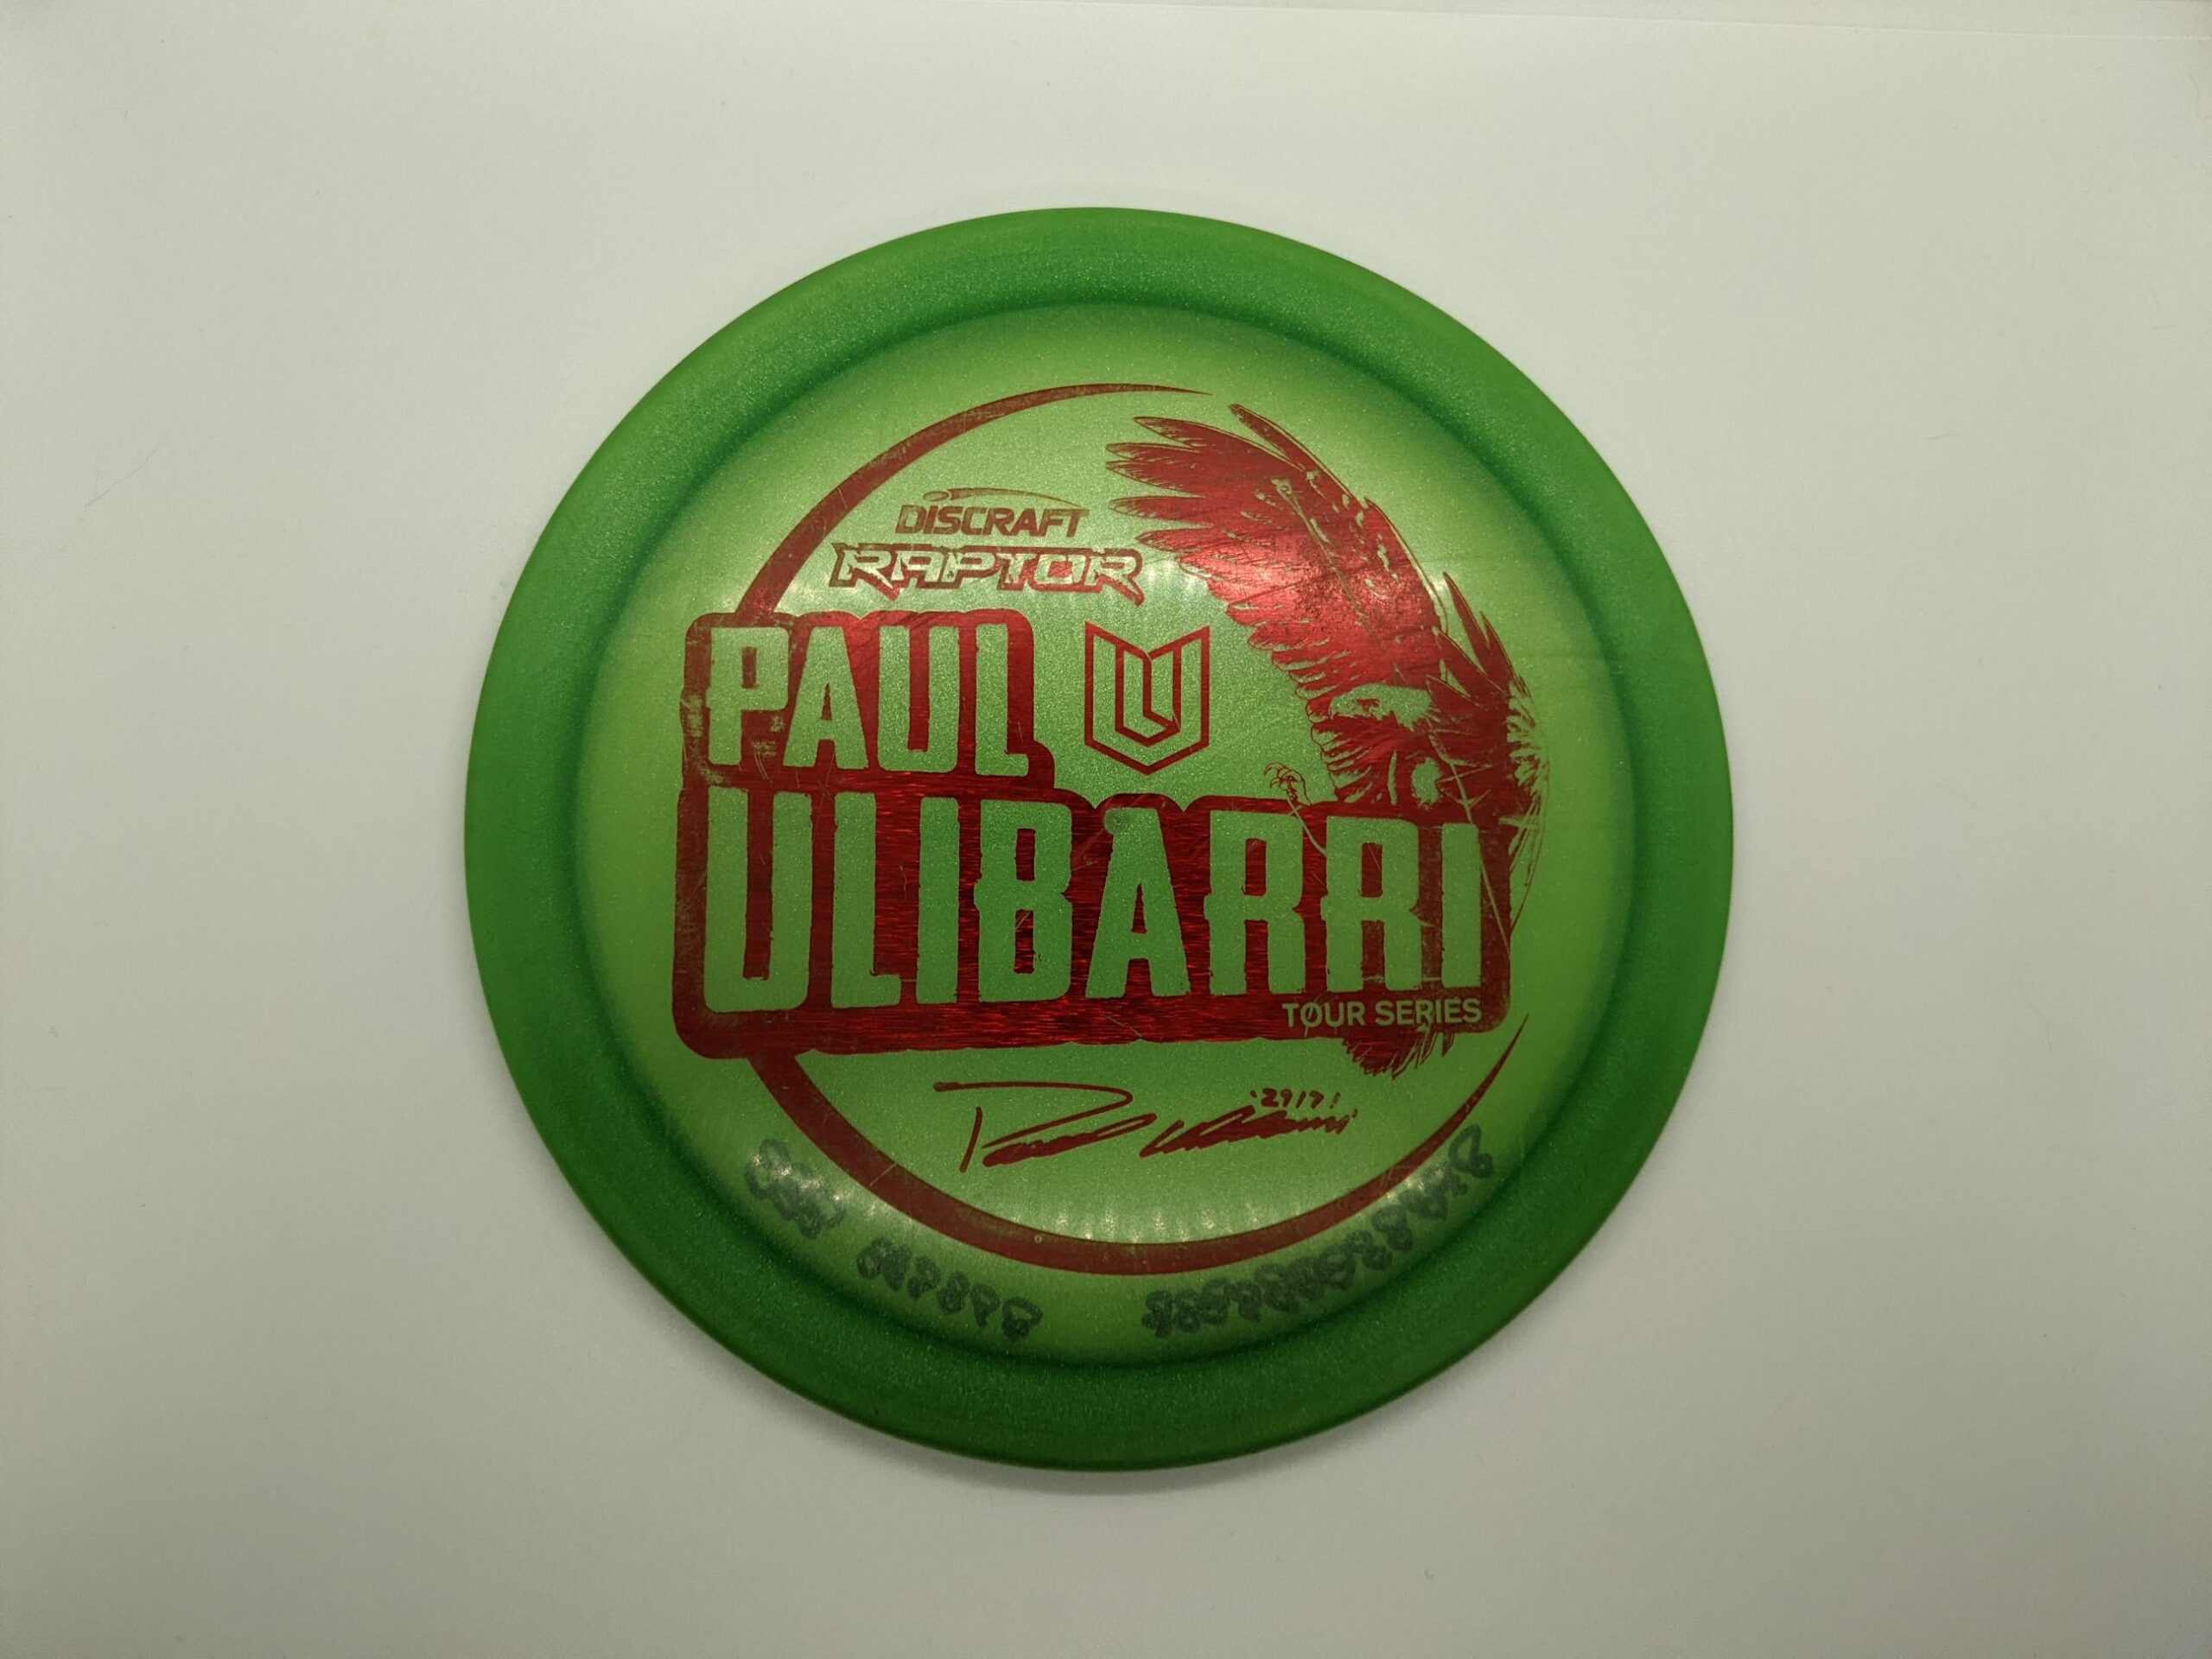 DISCRAFT
RAPTOR
PAUL
ULIBARRI
TOUR SERIES